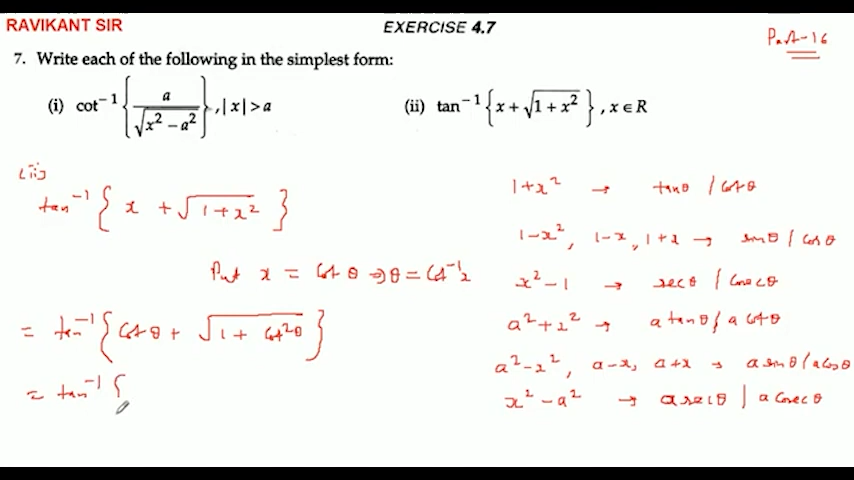 RAVIKANT SIR
EXERCISE 4.7
Part-16
7. Write each of the following in the simplest form:
(i) cot⁻¹ { a / √(x² − a²) }, |x| > a
(ii) tan⁻¹ { x + √(1 + x²) }, x ∈ R
(ii)
tan⁻¹ { x + √(1+x²) }
Put x = cot θ ⇒ θ = cot⁻¹x
= tan⁻¹ { cot θ + √(1 + cot²θ) }
= tan⁻¹ {
1+x² → tanθ / cotθ
1−x², 1−x, 1+x → sinθ / cosθ
x²−1 → secθ / cosecθ
a²+x² → a tanθ / a cotθ
a²−x², a−x, a+x → a sinθ / a cosθ
x²−a² → a secθ | a cosecθ